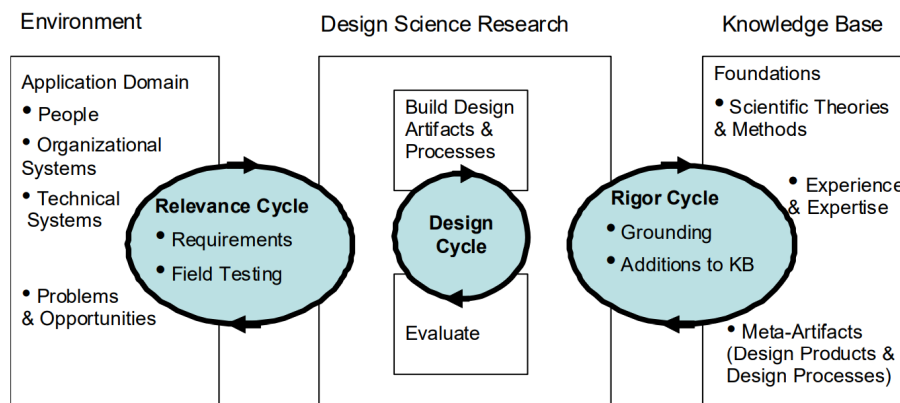 Environment
Design Science Research
Knowledge Base
Application Domain
• People
• Organizational
Systems
• Technical
Systems
• Problems
& Opportunities
Relevance Cycle
• Requirements
• Field Testing
Build Design
Artifacts &
Processes
Design
Cycle
Evaluate
Rigor Cycle
• Grounding
• Additions to KB
Foundations
• Scientific Theories
& Methods
• Experience
& Expertise
• Meta-Artifacts
(Design Products &
Design Processes)